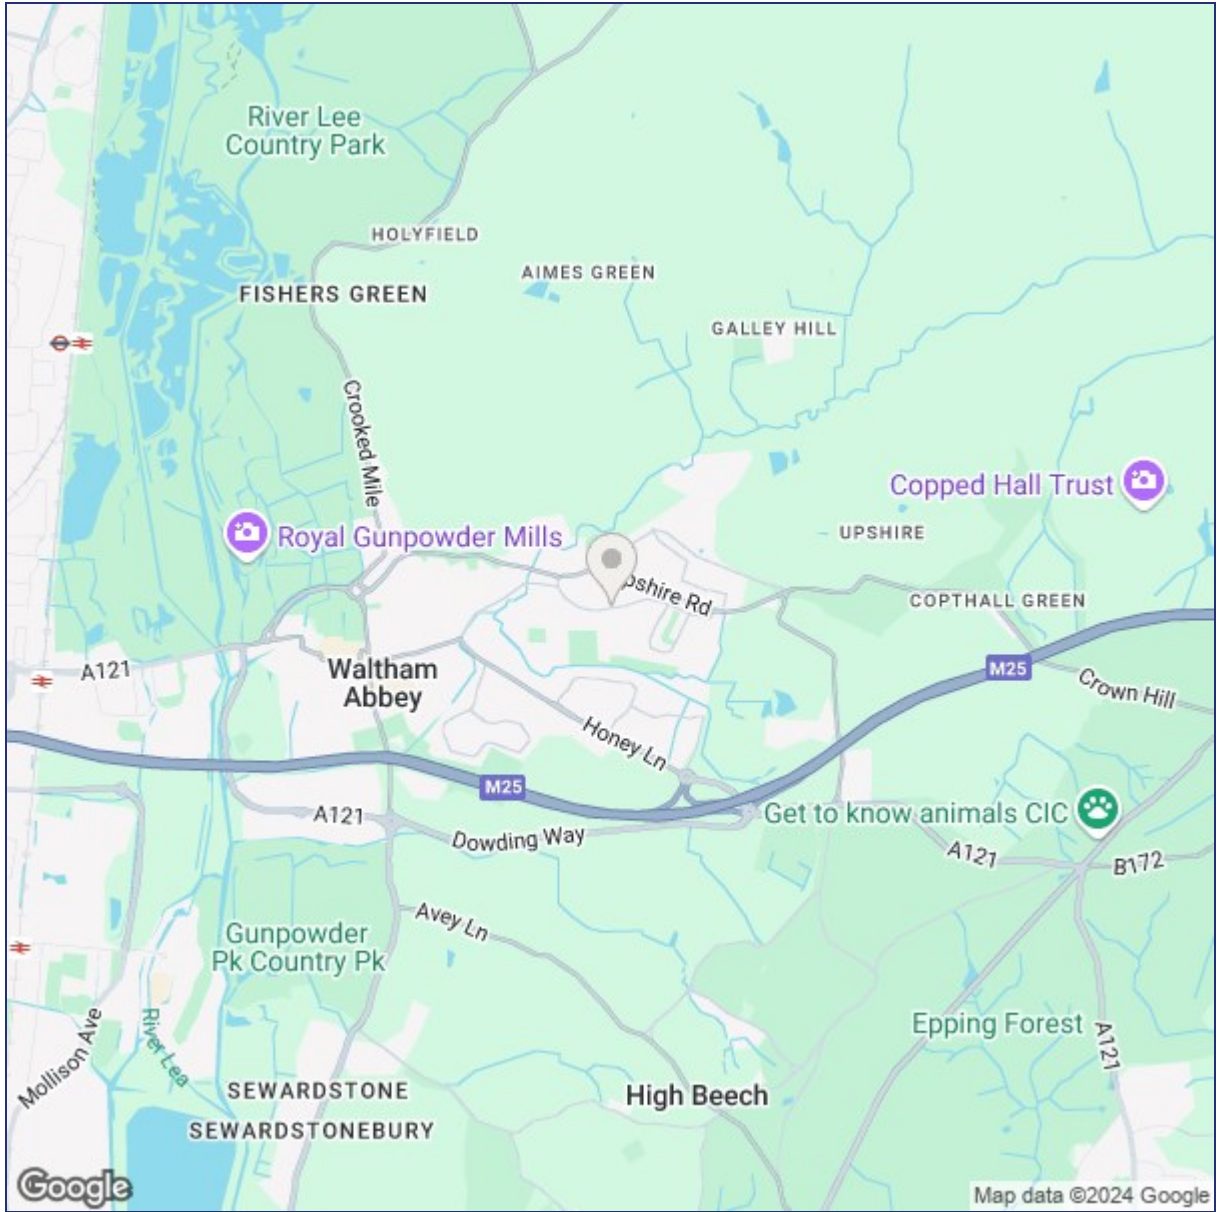 River Lee
Country Park
HOLYFIELD
AIMES GREEN
FISHERS GREEN
GALLEY HILL
Crooked Mile
Copped Hall Trust
Royal Gunpowder Mills
UPSHIRE
pshire Rd
COPTHALL GREEN
A121
Waltham
Abbey
M25
Crown Hill
Honey Ln
M25
A121
Dowding Way
Get to know animals CIC
A121
B172
Avey Ln
Gunpowder
Pk Country Pk
Mollison Ave
River Lea
Epping Forest
A121
SEWARDSTONE
High Beech
SEWARDSTONEBURY
Google
Map data ©2024 Google